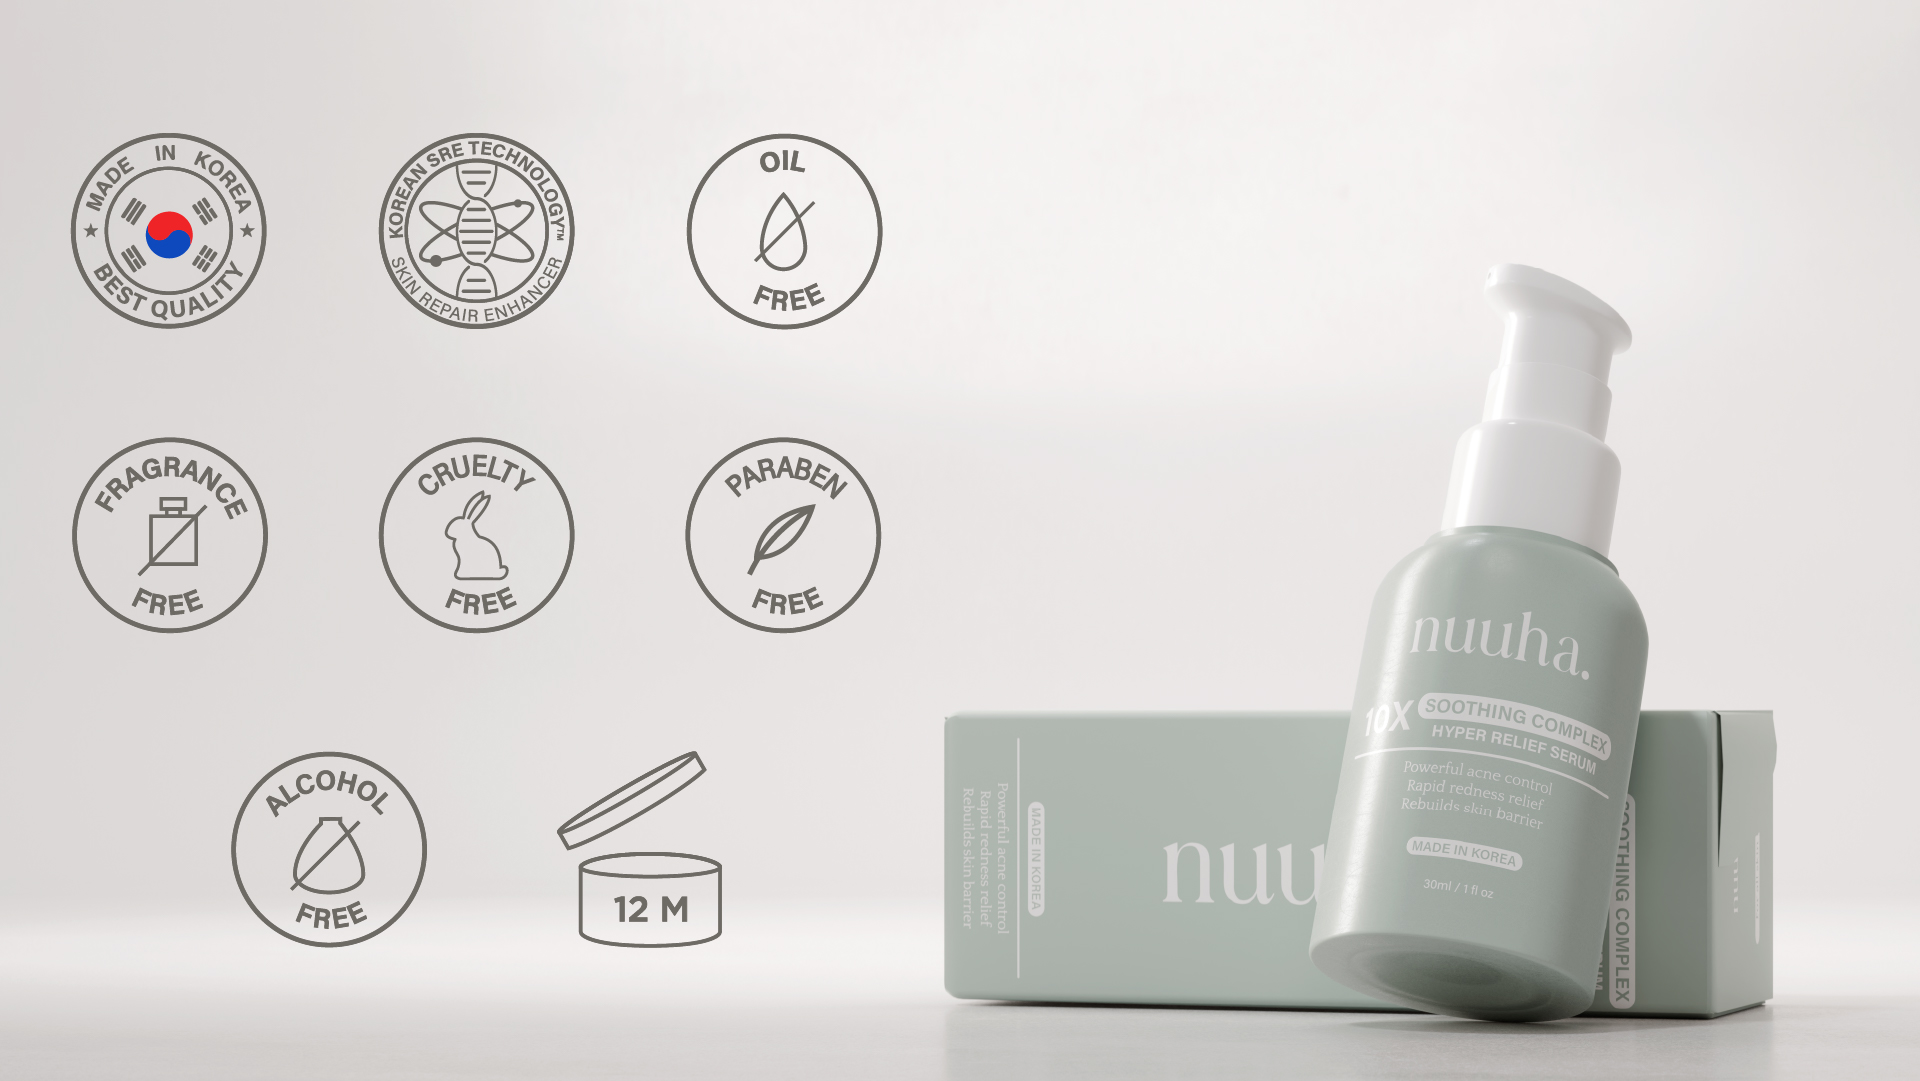 MADE IN KOREA
BEST QUALITY
KOREAN SRE TECHNOLOGY™
SKIN REPAIR ENHANCER
OIL
FREE
FRAGRANCE
FREE
CRUELTY
FREE
PARABEN
FREE
ALCOHOL
FREE
12 M
nuuha.
10X SOOTHING COMPLEX
HYPER RELIEF SERUM
Powerful acne control
Rapid redness relief
Rebuilds skin barrier
MADE IN KOREA
30ml / 1 fl oz
Powerful acne control
Rapid redness relief
Rebuilds skin barrier
MADE IN KOREA
nuu
SOOTHING COMPLEX